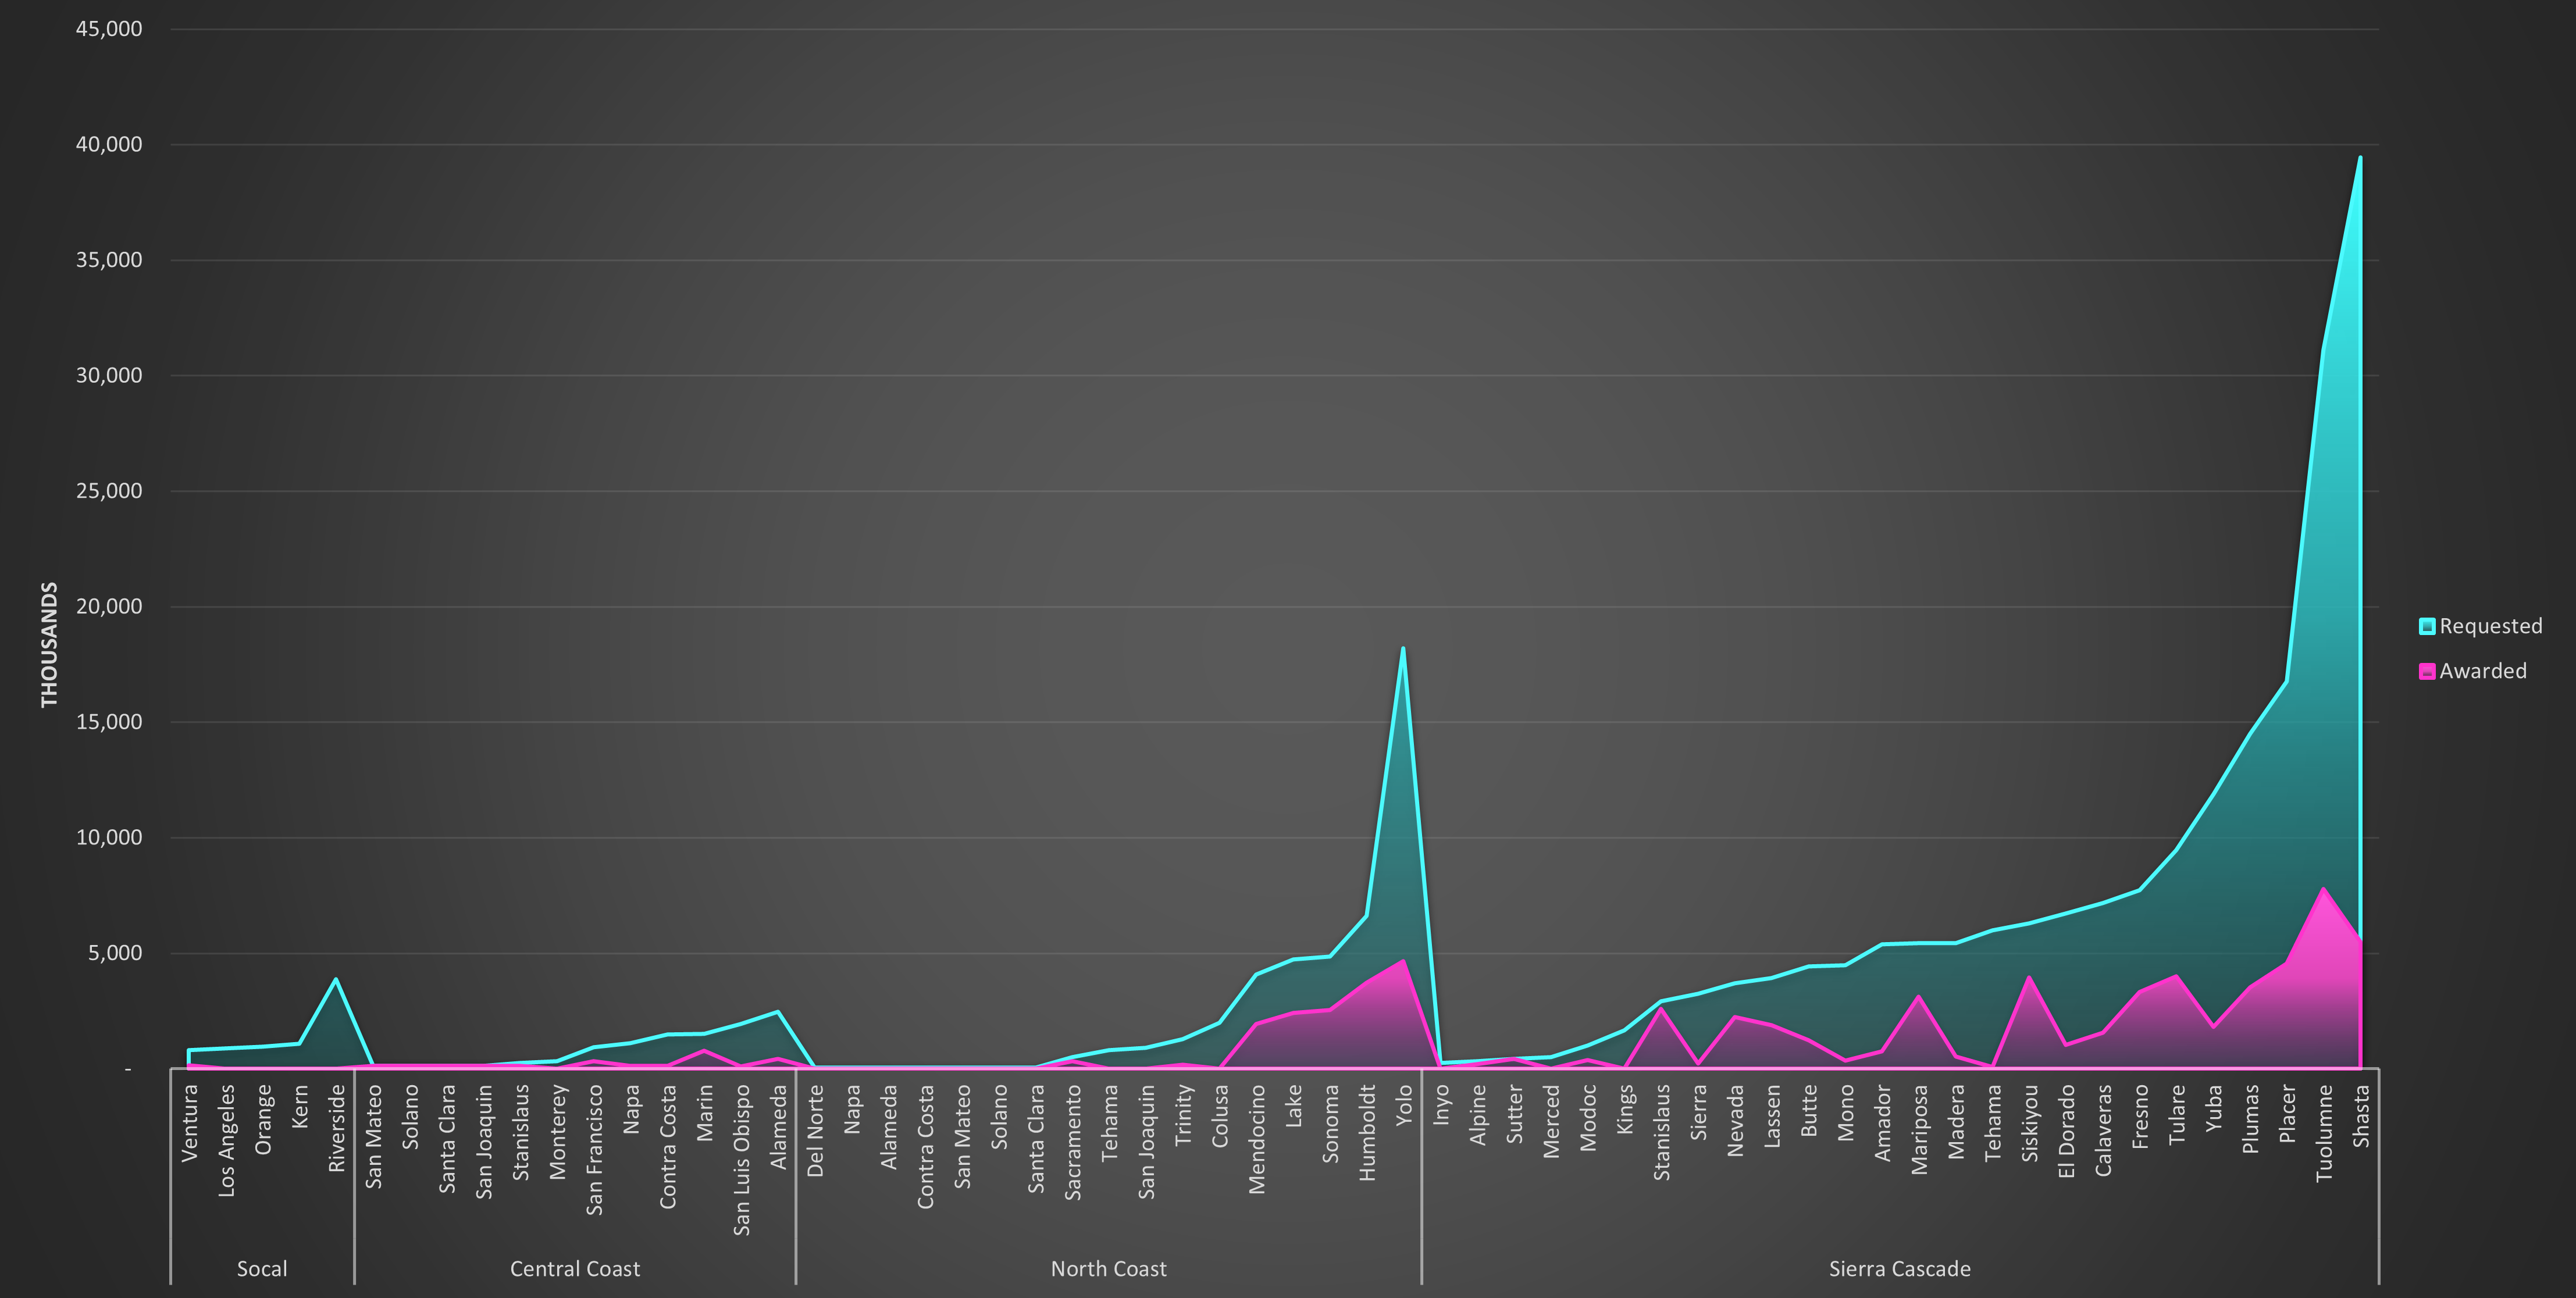 45,000
40,000
35,000
30,000
25,000
20,000
15,000
10,000
5,000
-
THOUSANDS
Requested
Awarded
Ventura
Los Angeles
Orange
Kern
Riverside
San Mateo
Solano
Santa Clara
San Joaquin
Stanislaus
Monterey
San Francisco
Napa
Contra Costa
Marin
San Luis Obispo
Alameda
Del Norte
Napa
Alameda
Contra Costa
San Mateo
Solano
Santa Clara
Sacramento
Tehama
San Joaquin
Trinity
Colusa
Mendocino
Lake
Sonoma
Humboldt
Yolo
Inyo
Alpine
Sutter
Merced
Modoc
Kings
Stanislaus
Sierra
Nevada
Lassen
Butte
Mono
Amador
Mariposa
Madera
Tehama
Siskiyou
El Dorado
Calaveras
Fresno
Tulare
Yuba
Plumas
Placer
Tuolumne
Shasta
Socal
Central Coast
North Coast
Sierra Cascade